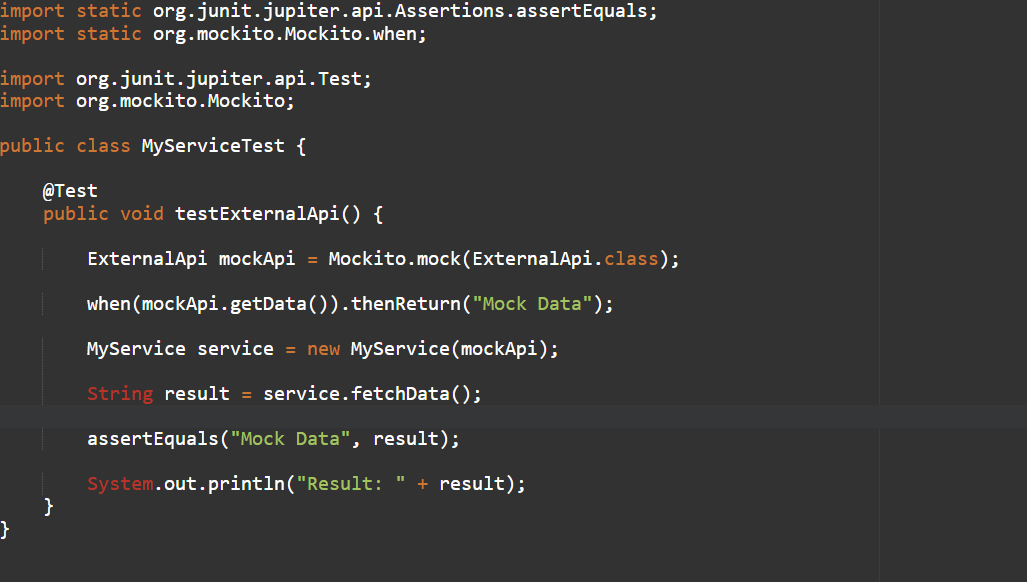 import static org.junit.jupiter.api.Assertions.assertEquals;
import static org.mockito.Mockito.when;
import org.junit.jupiter.api.Test;
import org.mockito.Mockito;
public class MyServiceTest {
@Test
public void testExternalApi() {
ExternalApi mockApi = Mockito.mock(ExternalApi.class);
when(mockApi.getData()).thenReturn("Mock Data");
MyService service = new MyService(mockApi);
String result = service.fetchData();
assertEquals("Mock Data", result);
System.out.println("Result: " + result);
}
}